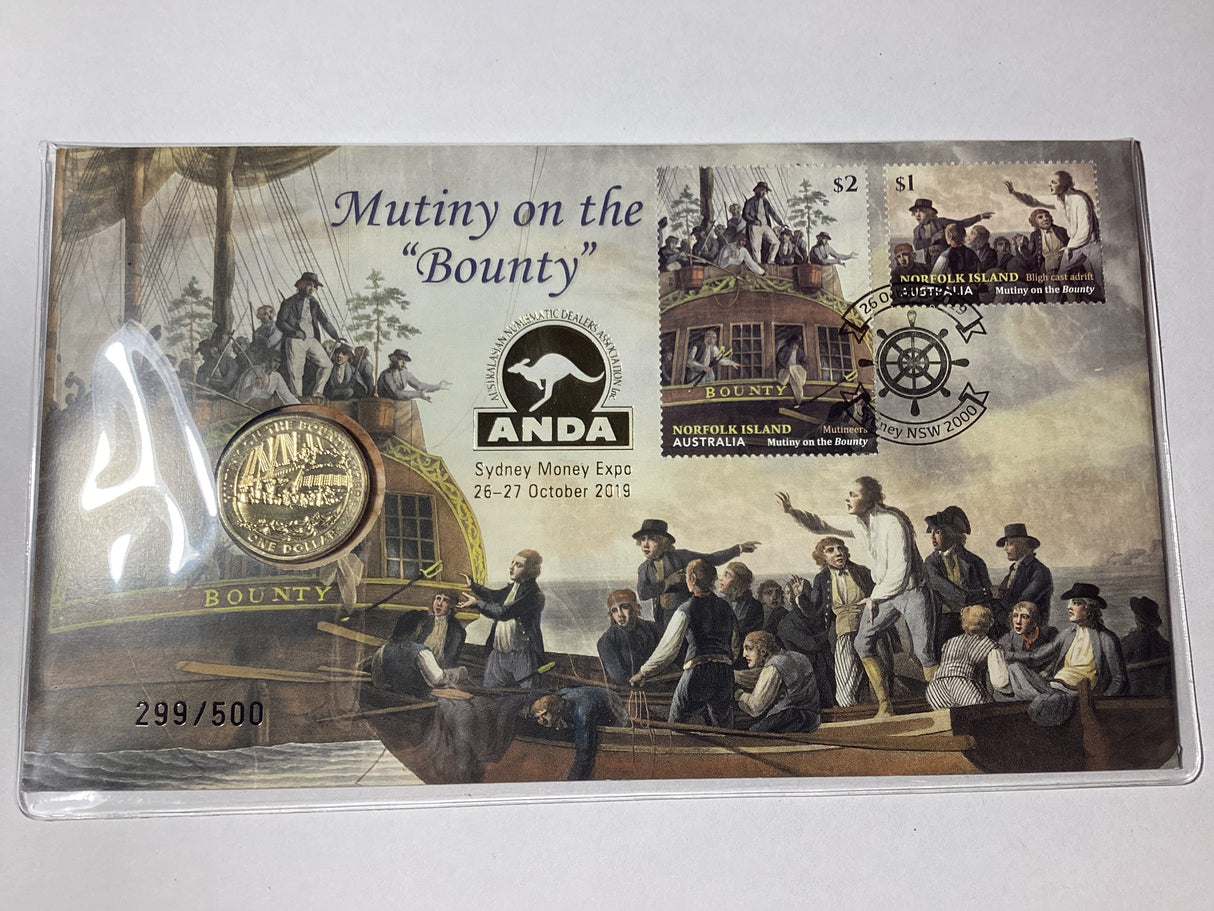 Mutiny on the
“Bounty”
AUSTRALASIAN NUMISMATIC DEALERS ASSOCIATION Inc.
ANDA
Sydney Money Expo
26–27 October 2019
$2
BOUNTY
NORFOLK ISLAND Mutineers
AUSTRALIA Mutiny on the Bounty
$1
NORFOLK ISLAND Bligh cast adrift
AUSTRALIA Mutiny on the Bounty
26
NSW 2000
THE BOUNTY
ONE DOLLAR
BOUNTY
299/500